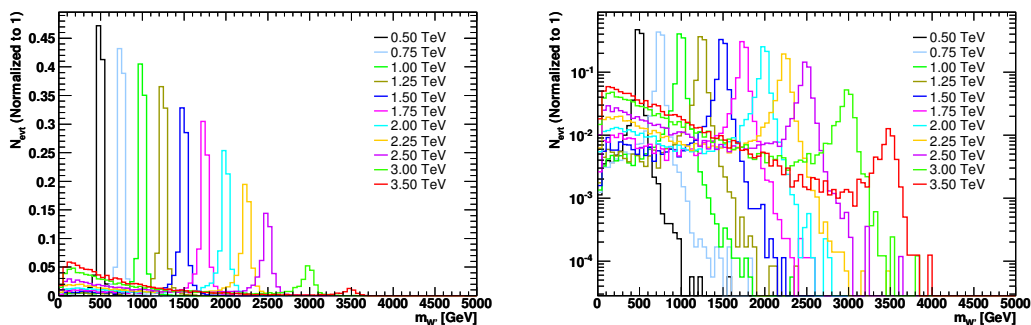 N_evt (Normalized to 1)
0.45
0.4
0.35
0.3
0.25
0.2
0.15
0.1
0.05
0
0 500 1000 1500 2000 2500 3000 3500 4000 4500 5000
m_W' [GeV]
0.50 TeV
0.75 TeV
1.00 TeV
1.25 TeV
1.50 TeV
1.75 TeV
2.00 TeV
2.25 TeV
2.50 TeV
3.00 TeV
3.50 TeV
N_evt (Normalized to 1)
10^-1
10^-2
10^-3
10^-4
0 500 1000 1500 2000 2500 3000 3500 4000 4500 5000
m_W' [GeV]
0.50 TeV
0.75 TeV
1.00 TeV
1.25 TeV
1.50 TeV
1.75 TeV
2.00 TeV
2.25 TeV
2.50 TeV
3.00 TeV
3.50 TeV